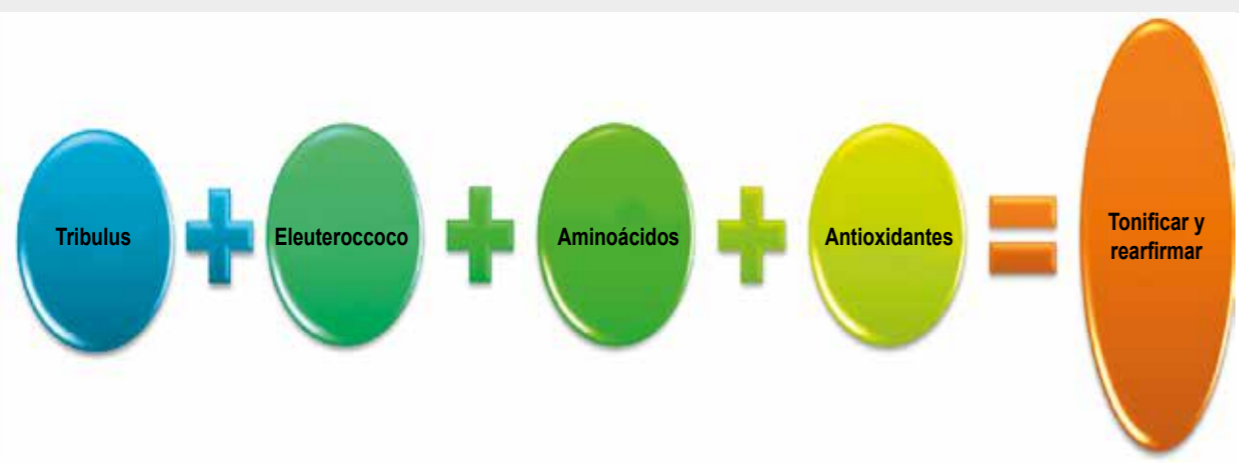 Tribulus
+
Eleuteroccoco
+
Aminoácidos
+
Antioxidantes
=
Tonificar y
rearfirmar